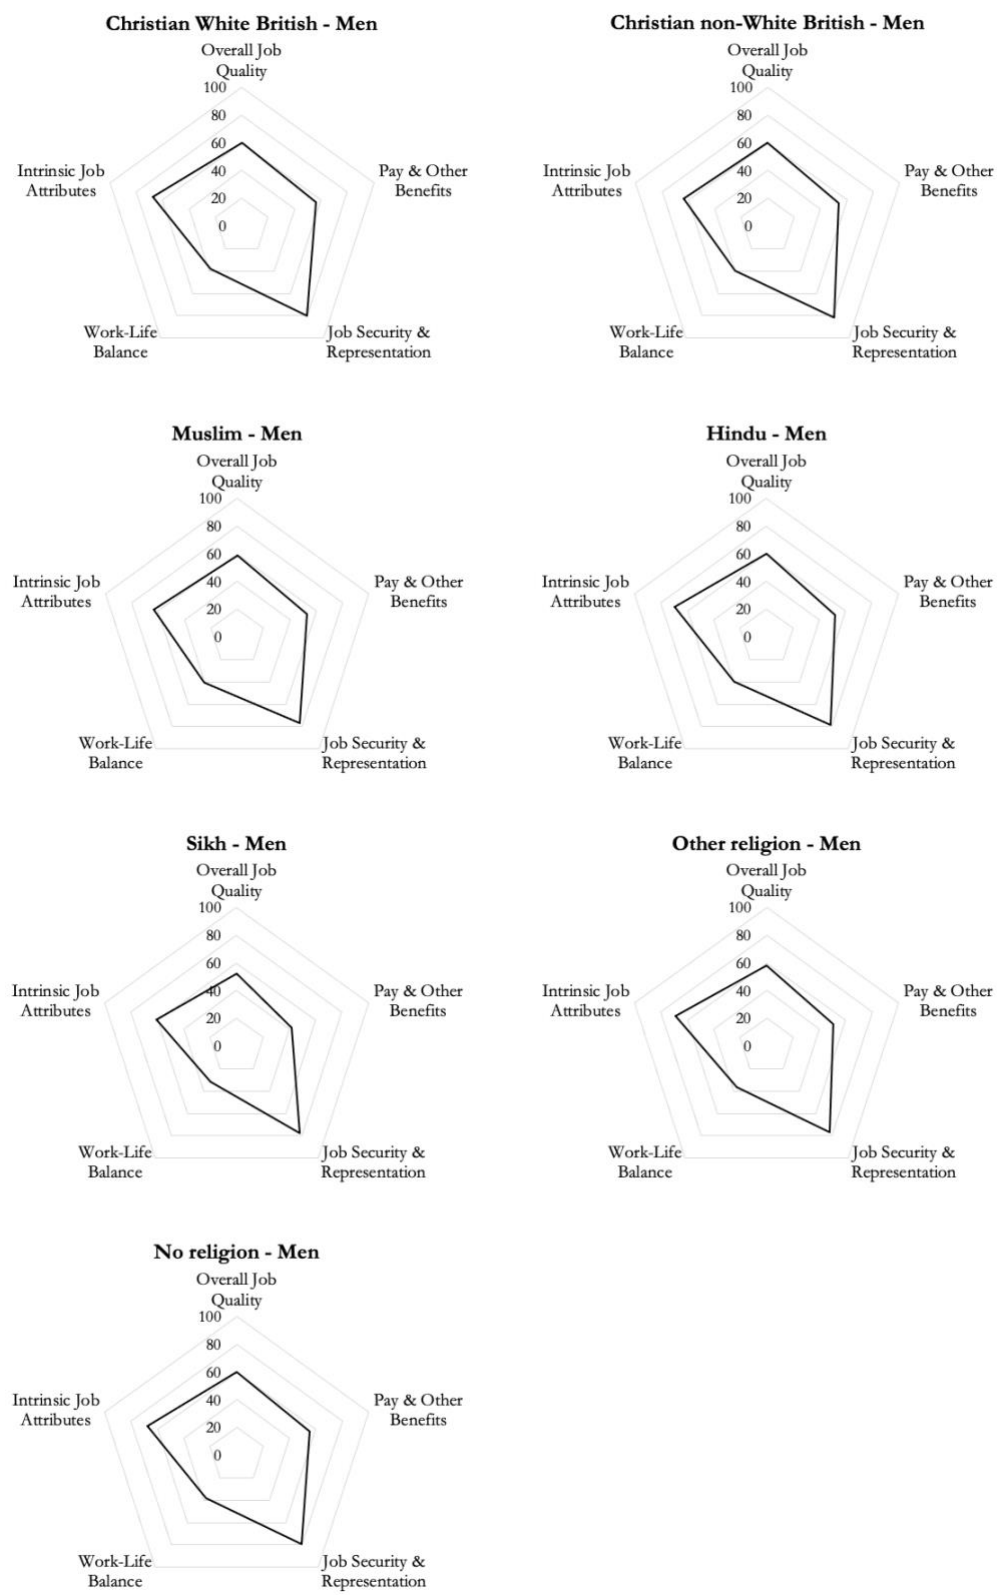 Christian White British - Men
Overall Job
Quality
100
80
60
40
20
0
Intrinsic Job
Attributes
Pay & Other
Benefits
Work-Life
Balance
Job Security &
Representation
Christian non-White British - Men
Overall Job
Quality
100
80
60
40
20
0
Intrinsic Job
Attributes
Pay & Other
Benefits
Work-Life
Balance
Job Security &
Representation
Muslim - Men
Overall Job
Quality
100
80
60
40
20
0
Intrinsic Job
Attributes
Pay & Other
Benefits
Work-Life
Balance
Job Security &
Representation
Hindu - Men
Overall Job
Quality
100
80
60
40
20
0
Intrinsic Job
Attributes
Pay & Other
Benefits
Work-Life
Balance
Job Security &
Representation
Sikh - Men
Overall Job
Quality
100
80
60
40
20
0
Intrinsic Job
Attributes
Pay & Other
Benefits
Work-Life
Balance
Job Security &
Representation
Other religion - Men
Overall Job
Quality
100
80
60
40
20
0
Intrinsic Job
Attributes
Pay & Other
Benefits
Work-Life
Balance
Job Security &
Representation
No religion - Men
Overall Job
Quality
100
80
60
40
20
0
Intrinsic Job
Attributes
Pay & Other
Benefits
Work-Life
Balance
Job Security &
Representation